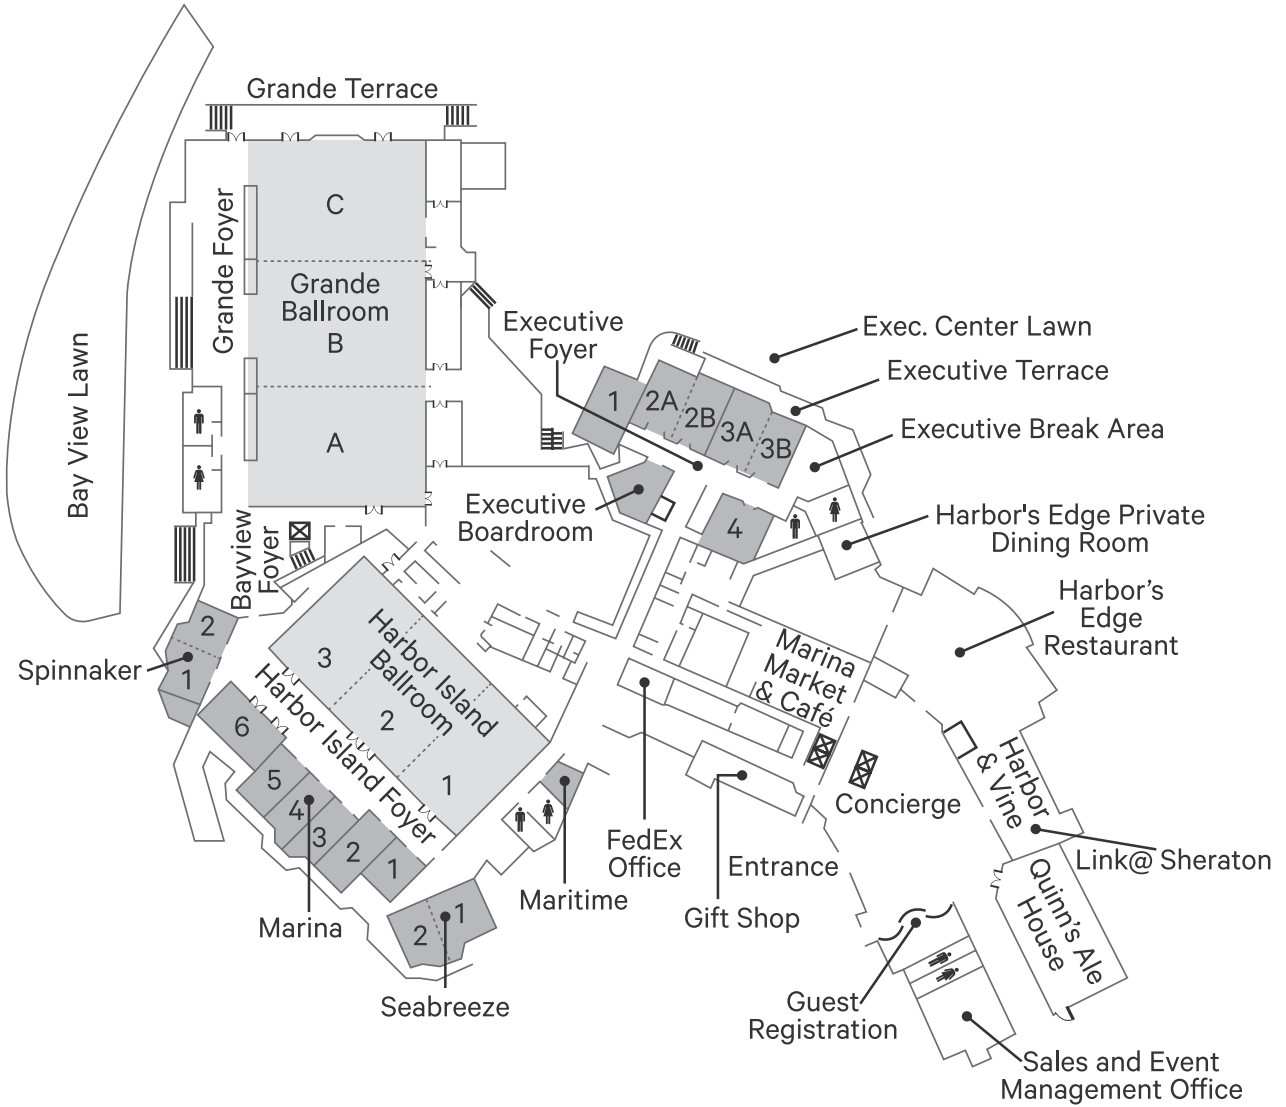 Grande Terrace
C
Grande Foyer
Grande
Ballroom
B
A
Bay View Lawn
Executive
Foyer
Exec. Center Lawn
Executive Terrace
Executive Break Area
1
2A
2B
3A
3B
Executive
Boardroom
4
Harbor's Edge Private
Dining Room
Bayview
Foyer
Harbor's
Edge
Restaurant
2
1
Spinnaker
Harbor Island
Ballroom
3
2
1
Harbor Island Foyer
Marina
Market
& Café
6
5
4
3
2
1
Marina
Harbor
& Vine
Concierge
FedEx
Office
Entrance
Link@ Sheraton
Maritime
Gift Shop
1
2
Seabreeze
Quinn's Ale
House
Guest
Registration
Sales and Event
Management Office